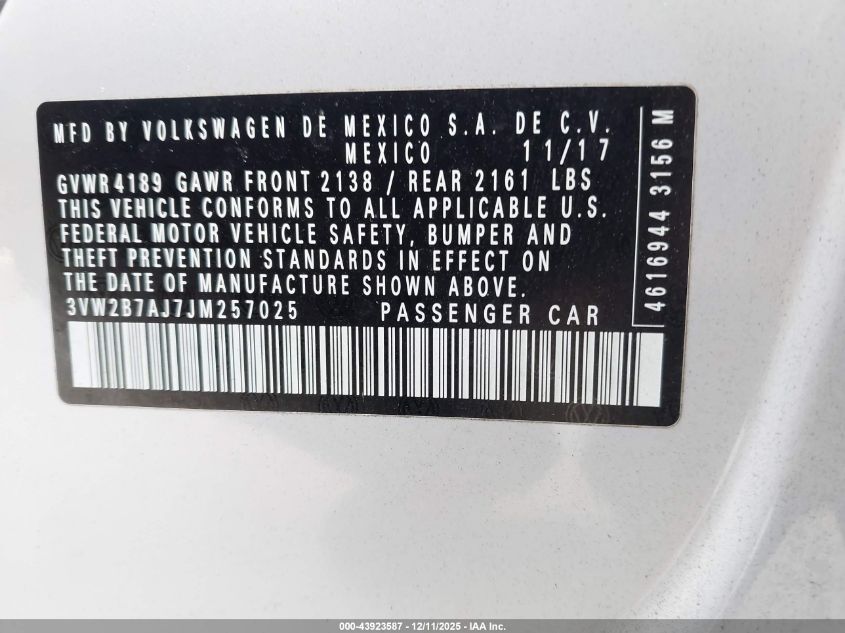 MFD BY VOLKSWAGEN DE MEXICO S.A. DE C.V.
MEXICO 11/17
GVWR 4189 GAWR FRONT 2138 / REAR 2161 LBS
THIS VEHICLE CONFORMS TO ALL APPLICABLE U.S.
FEDERAL MOTOR VEHICLE SAFETY, BUMPER AND
THEFT PREVENTION STANDARDS IN EFFECT ON
THE DATE OF MANUFACTURE SHOWN ABOVE.
3VW2B7AJ7JM257025 PASSENGER CAR
4616944 3156 M
000-43923587 - 12/11/2025 - IAA Inc.